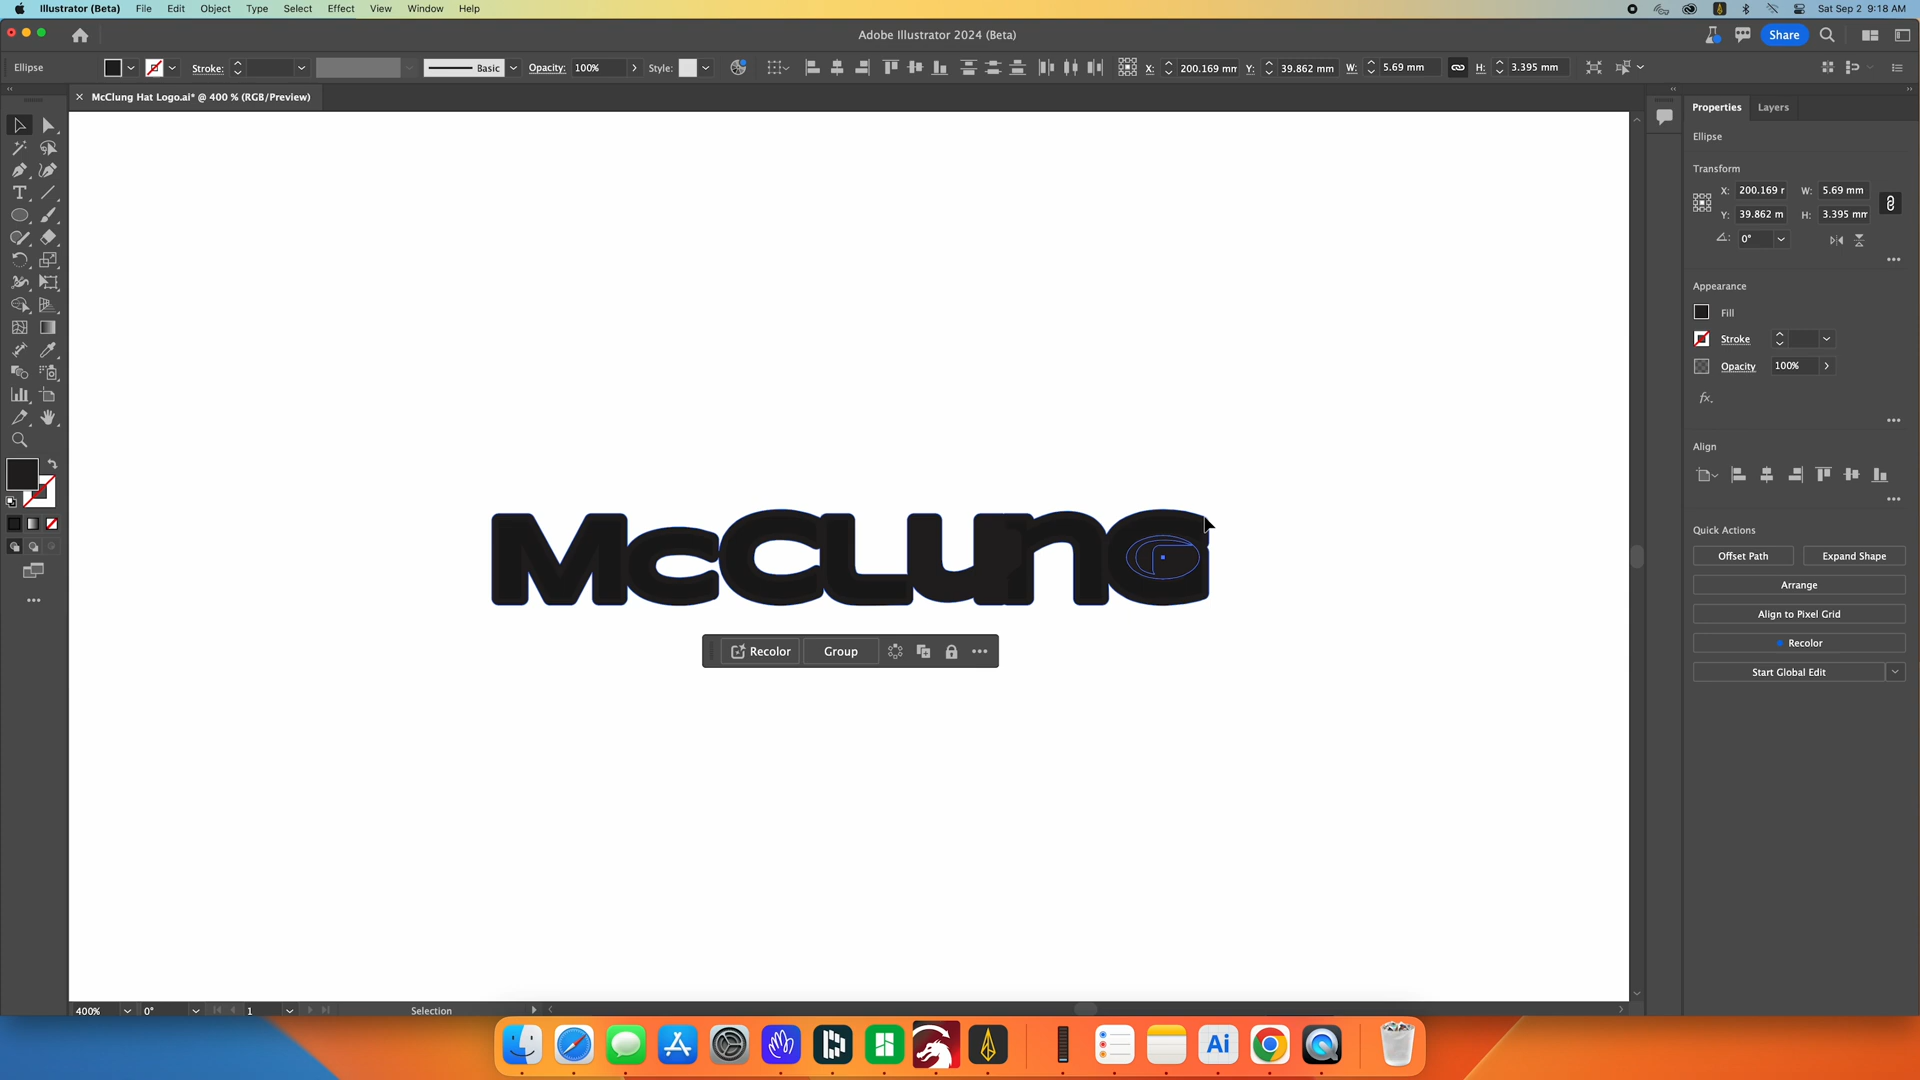 Illustrator (Beta) File Edit Object Type Select Effect View Window Help Sat Sep 2 9:18 AM
Adobe Illustrator 2024 (Beta) Share
Ellipse Stroke: Basic Opacity: 100% Style: X: 200.169 mm Y: 39.862 mm W: 5.69 mm H: 3.395 mm
McClung Hat Logo.ai* @ 400 % (RGB/Preview)
Properties Layers
Ellipse
Transform
X: 200.169 r W: 5.69 mm
Y: 39.862 m H: 3.395 mm
0°
Appearance
Fill
Stroke
Opacity 100%
fx.
Align
Quick Actions
Offset Path Expand Shape
Arrange
Align to Pixel Grid
Recolor
Start Global Edit
McCLunG
Recolor Group
400% 0° 1 Selection
Ai